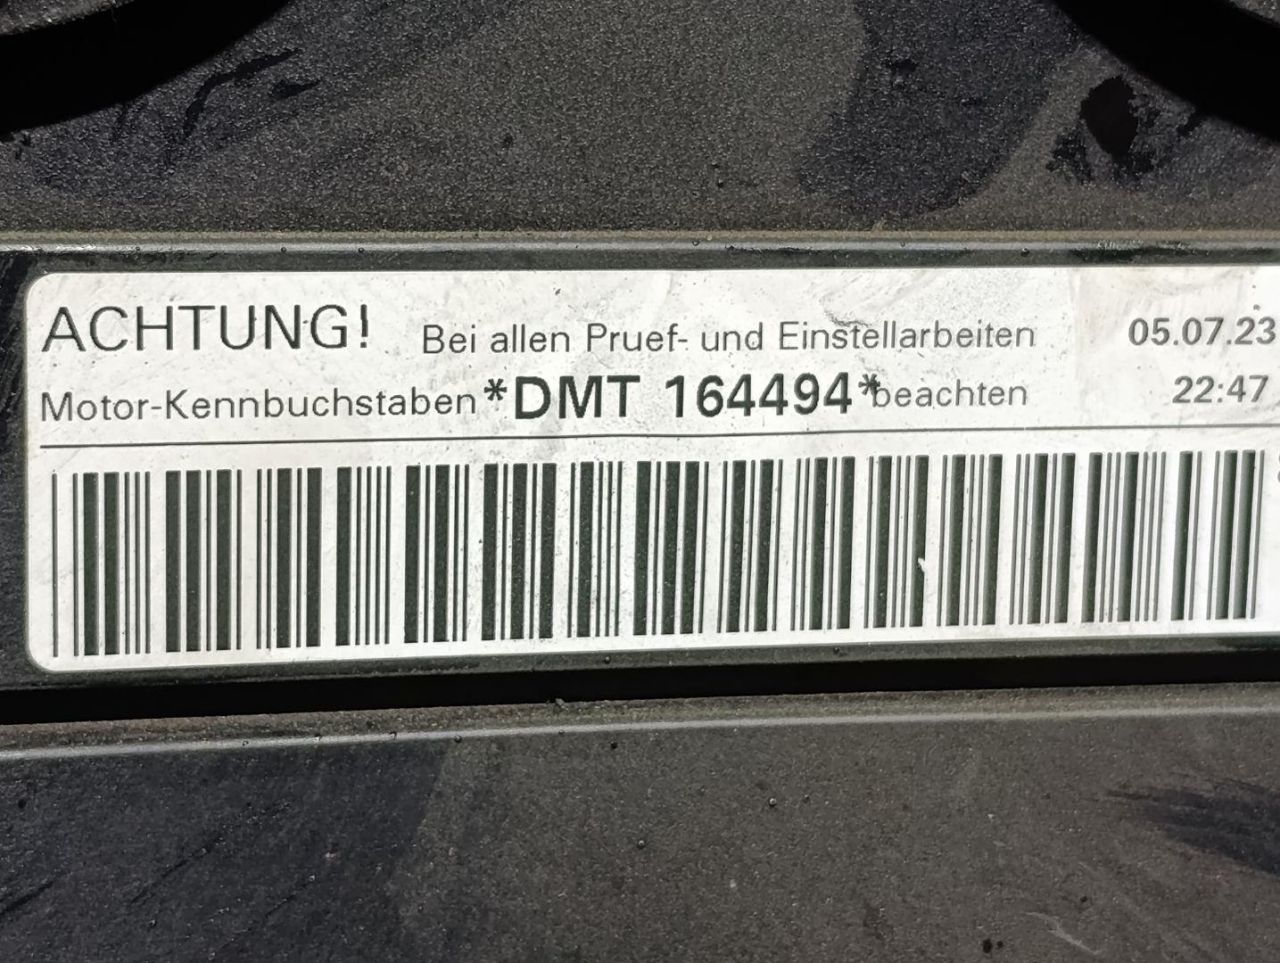 ACHTUNG! Bei allen Pruef- und Einstellarbeiten 05.07.23
Motor-Kennbuchstaben *DMT 164494* beachten 22:47